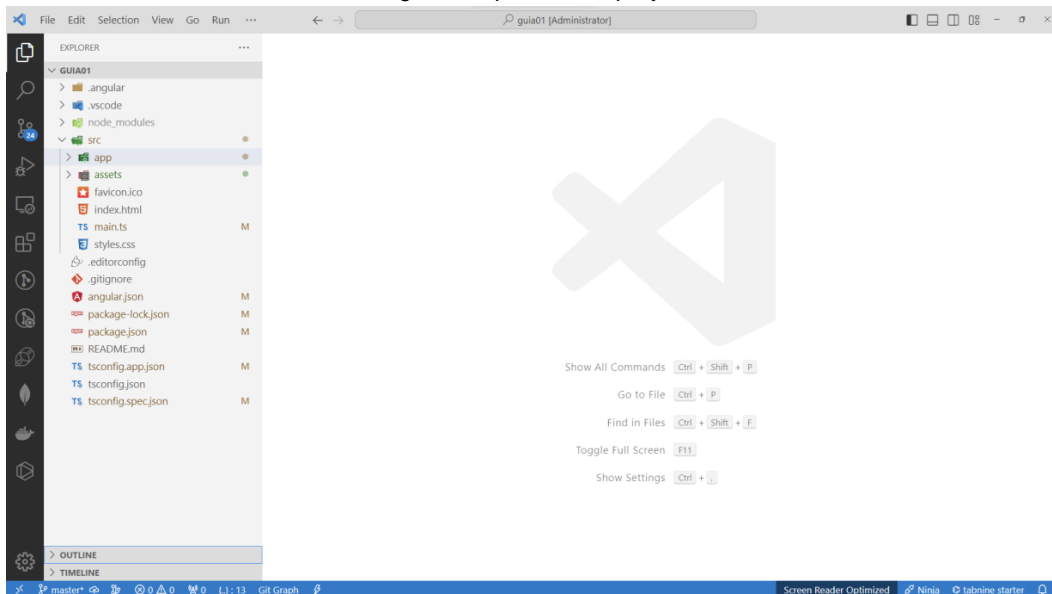 File Edit Selection View Go Run ... guia01 [Administrator]
EXPLORER ...
GUIA01
.angular
.vscode
node_modules
src
app
assets
favicon.ico
index.html
TS main.ts M
styles.css
.editorconfig
.gitignore
angular.json M
package-lock.json M
package.json M
README.md
TS tsconfig.app.json M
TS tsconfig.json
TS tsconfig.spec.json M
24
Show All Commands Ctrl + Shift + P
Go to File Ctrl + P
Find in Files Ctrl + Shift + F
Toggle Full Screen F11
Show Settings Ctrl + ,
OUTLINE
TIMELINE
master* 0 0 0 {..} : 13 Git Graph Screen Reader Optimized Ninja tabnine starter